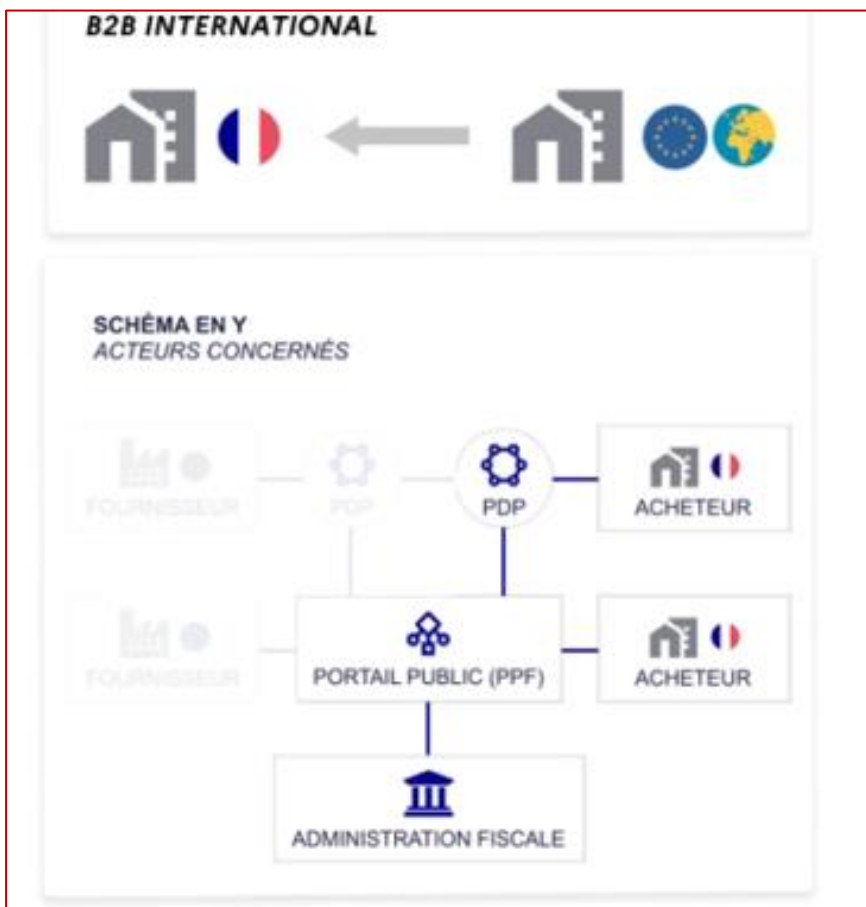 B2B INTERNATIONAL
SCHÉMA EN Y
ACTEURS CONCERNÉS
FOURNISSEUR
PDP
PDP
ACHETEUR
FOURNISSEUR
PORTAIL PUBLIC (PPF)
ACHETEUR
ADMINISTRATION FISCALE